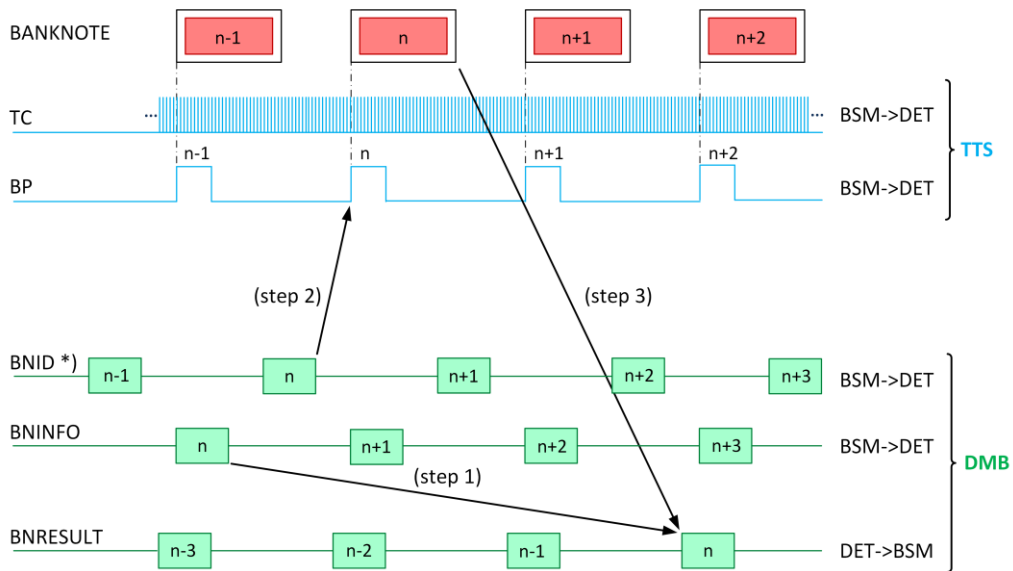 BANKNOTE n-1 n n+1 n+2
TC ... ... BSM->DET
TTS
n-1 n n+1 n+2
BP BSM->DET
(step 2) (step 3)
BNID *) n-1 n n+1 n+2 n+3 BSM->DET
BNINFO n n+1 n+2 n+3 BSM->DET
DMB
(step 1)
BNRESULT n-3 n-2 n-1 n DET->BSM